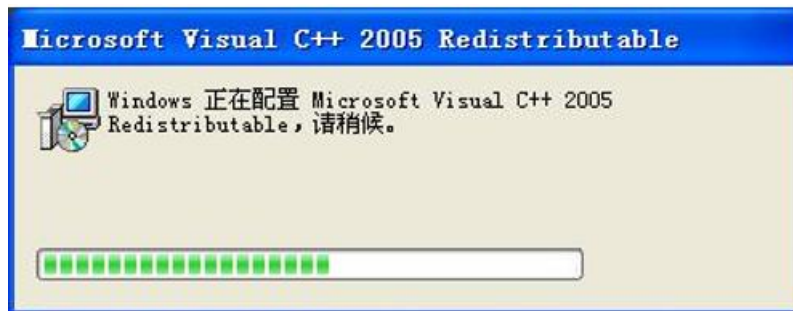 Microsoft Visual C++ 2005 Redistributable
Windows 正在配置 Microsoft Visual C++ 2005
Redistributable，请稍候。